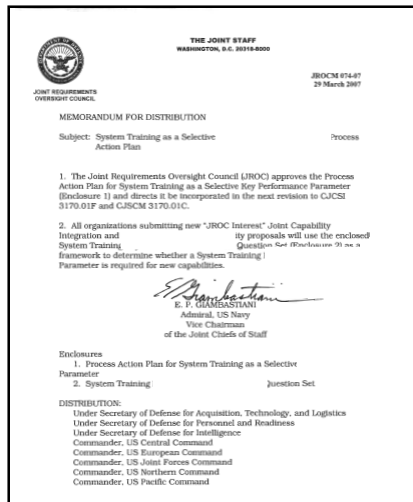 THE JOINT STAFF
WASHINGTON, D.C. 20318-8000
JROCM 074-07
29 March 2007
JOINT REQUIREMENTS
OVERSIGHT COUNCIL
MEMORANDUM FOR DISTRIBUTION
Subject: System Training as a Selective Process
Action Plan
1. The Joint Requirements Oversight Council (JROC) approves the Process
Action Plan for System Training as a Selective Key Performance Parameter
(Enclosure 1) and directs it be incorporated in the next revision to CJCSI
3170.01F and CJSCM 3170.01C.
2. All organizations submitting new "JROC Interest" Joint Capability
Integration and ity proposals will use the enclosed
System Training Question Set (Enclosure 2) as a
framework to determine whether a System Training
Parameter is required for new capabilities.
E. P. GIAMBASTIANI
Admiral, US Navy
Vice Chairman
of the Joint Chiefs of Staff
Enclosures
1. Process Action Plan for System Training as a Selective
Parameter
2. System Training Question Set
DISTRIBUTION:
Under Secretary of Defense for Acquisition, Technology, and Logistics
Under Secretary of Defense for Personnel and Readiness
Under Secretary of Defense for Intelligence
Commander, US Central Command
Commander, US European Command
Commander, US Joint Forces Command
Commander, US Northern Command
Commander, US Pacific Command